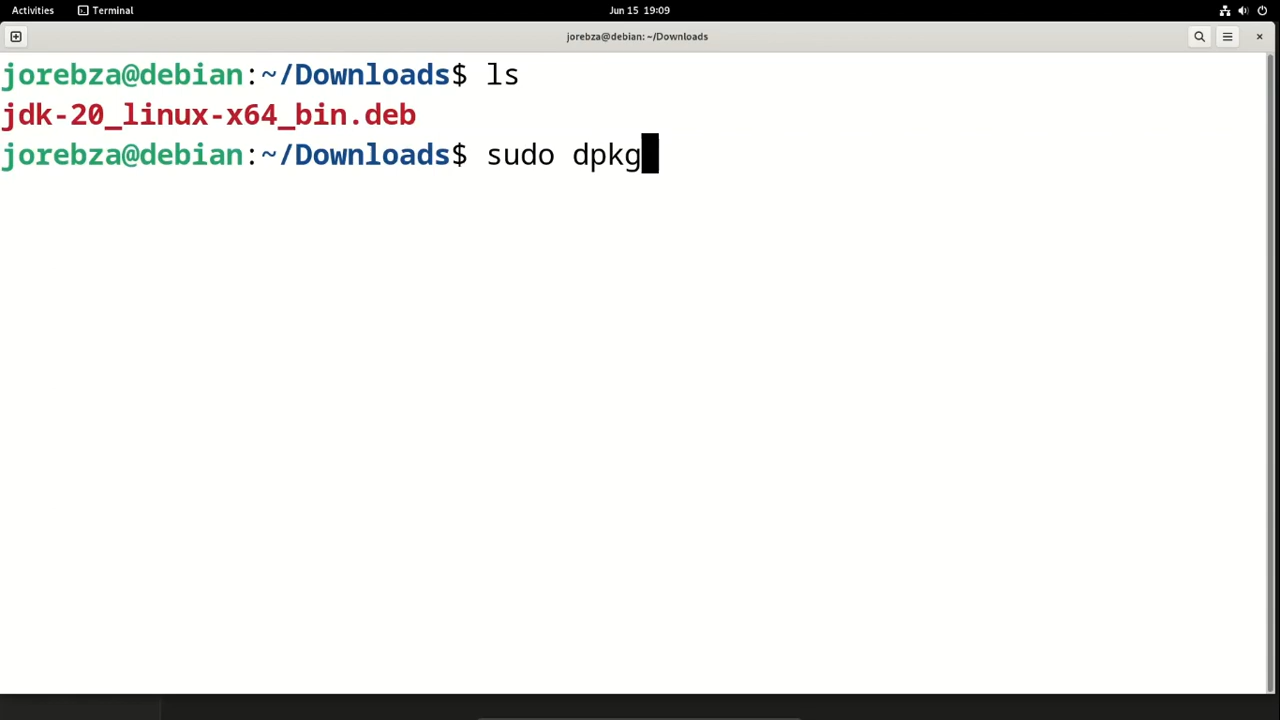 Activities Terminal Jun 15 19:09
jorebza@debian: ~/Downloads
jorebza@debian:~/Downloads$ ls
jdk-20_linux-x64_bin.deb
jorebza@debian:~/Downloads$ sudo dpkg